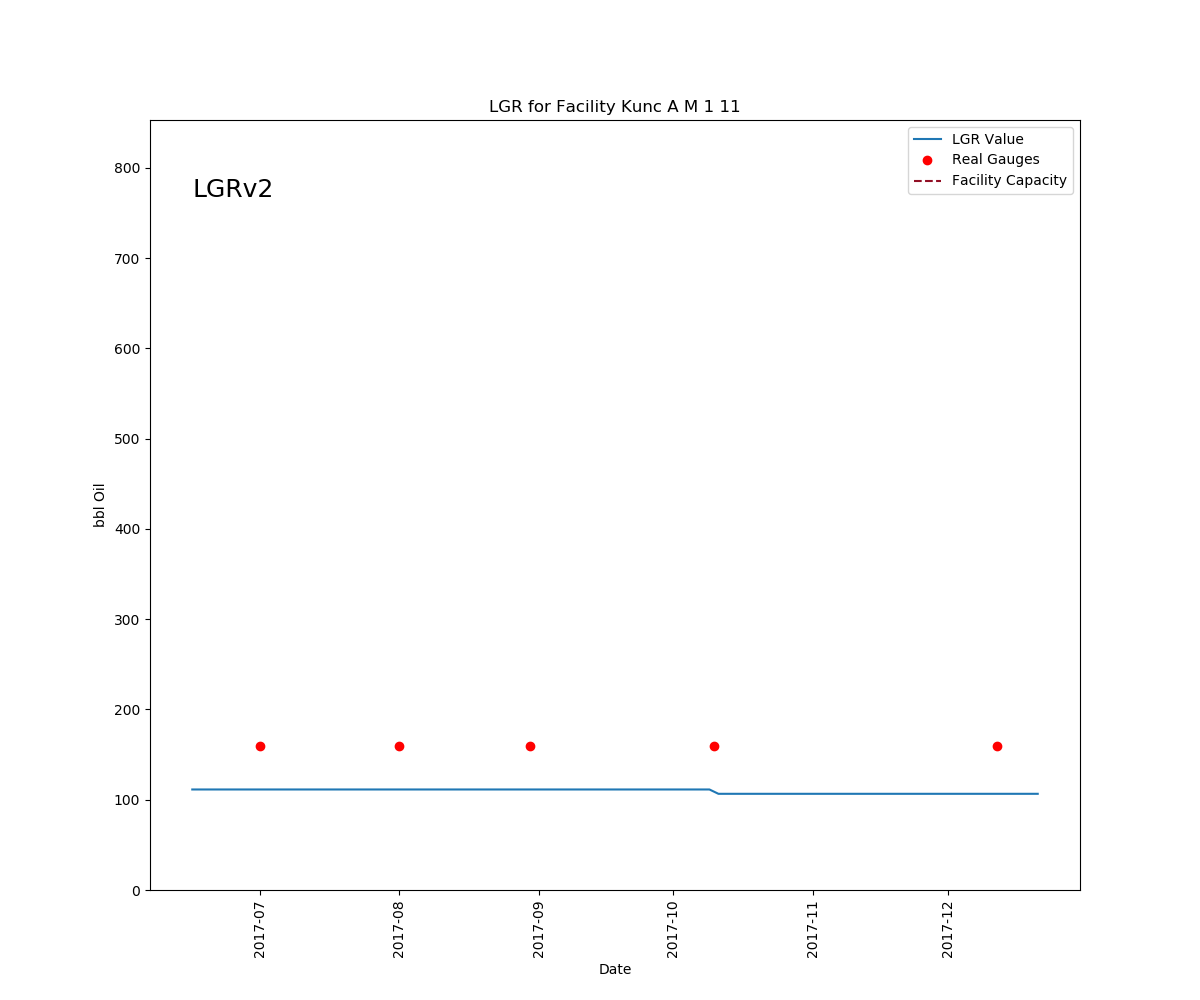 LGR for Facility Kunc A M 1 11
LGRv2
LGR Value
Real Gauges
Facility Capacity
bbl Oil
800
700
600
500
400
300
200
100
0
2017-07
2017-08
2017-09
2017-10
2017-11
2017-12
Date